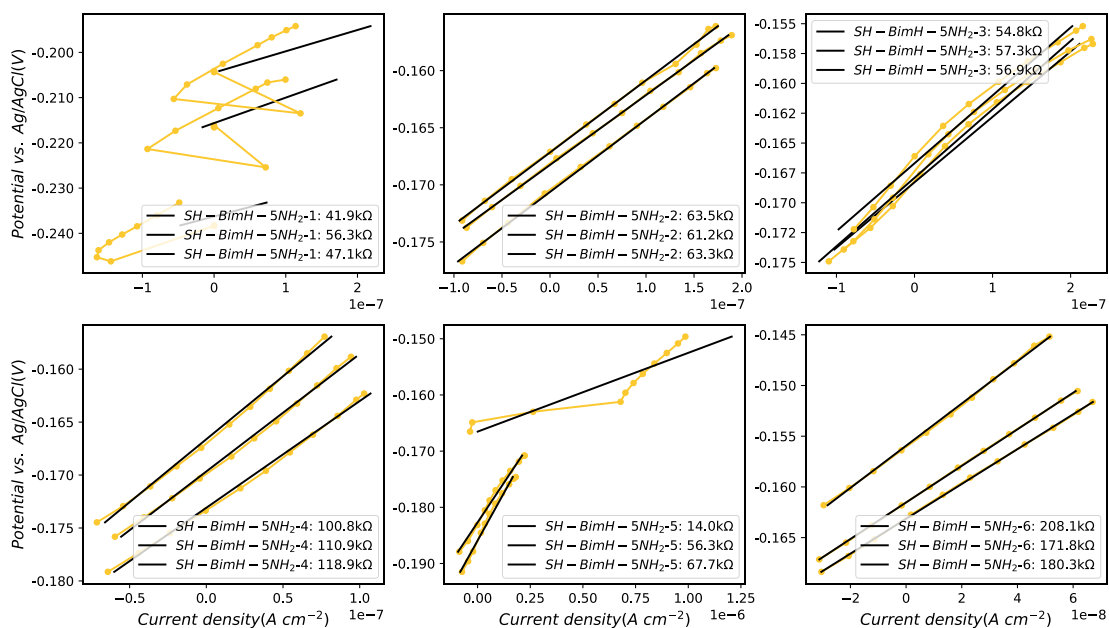 Potential vs. Ag/AgCl(V)
-0.200
-0.210
-0.220
-0.230
-0.240
SH−BimH−5NH₂-1: 41.9kΩ
SH−BimH−5NH₂-1: 56.3kΩ
SH−BimH−5NH₂-1: 47.1kΩ
-1 0 1 2
1e−7
-0.160
-0.165
-0.170
-0.175
SH−BimH−5NH₂-2: 63.5kΩ
SH−BimH−5NH₂-2: 61.2kΩ
SH−BimH−5NH₂-2: 63.3kΩ
-1.0 -0.5 0.0 0.5 1.0 1.5 2.0
1e−7
-0.155
-0.158
-0.160
-0.163
-0.165
-0.167
-0.170
-0.172
-0.175
SH−BimH−5NH₂-3: 54.8kΩ
SH−BimH−5NH₂-3: 57.3kΩ
SH−BimH−5NH₂-3: 56.9kΩ
-1 0 1 2
1e−7
Potential vs. Ag/AgCl(V)
-0.160
-0.165
-0.170
-0.175
-0.180
SH−BimH−5NH₂-4: 100.8kΩ
SH−BimH−5NH₂-4: 110.9kΩ
SH−BimH−5NH₂-4: 118.9kΩ
-0.5 0.0 0.5 1.0
1e−7
Current density(A cm⁻²)
-0.150
-0.160
-0.170
-0.180
-0.190
SH−BimH−5NH₂-5: 14.0kΩ
SH−BimH−5NH₂-5: 56.3kΩ
SH−BimH−5NH₂-5: 67.7kΩ
0.00 0.25 0.50 0.75 1.00 1.25
1e−6
Current density(A cm⁻²)
-0.145
-0.150
-0.155
-0.160
-0.165
SH−BimH−5NH₂-6: 208.1kΩ
SH−BimH−5NH₂-6: 171.8kΩ
SH−BimH−5NH₂-6: 180.3kΩ
-2 0 2 4 6 8
1e−8
Current density(A cm⁻²)